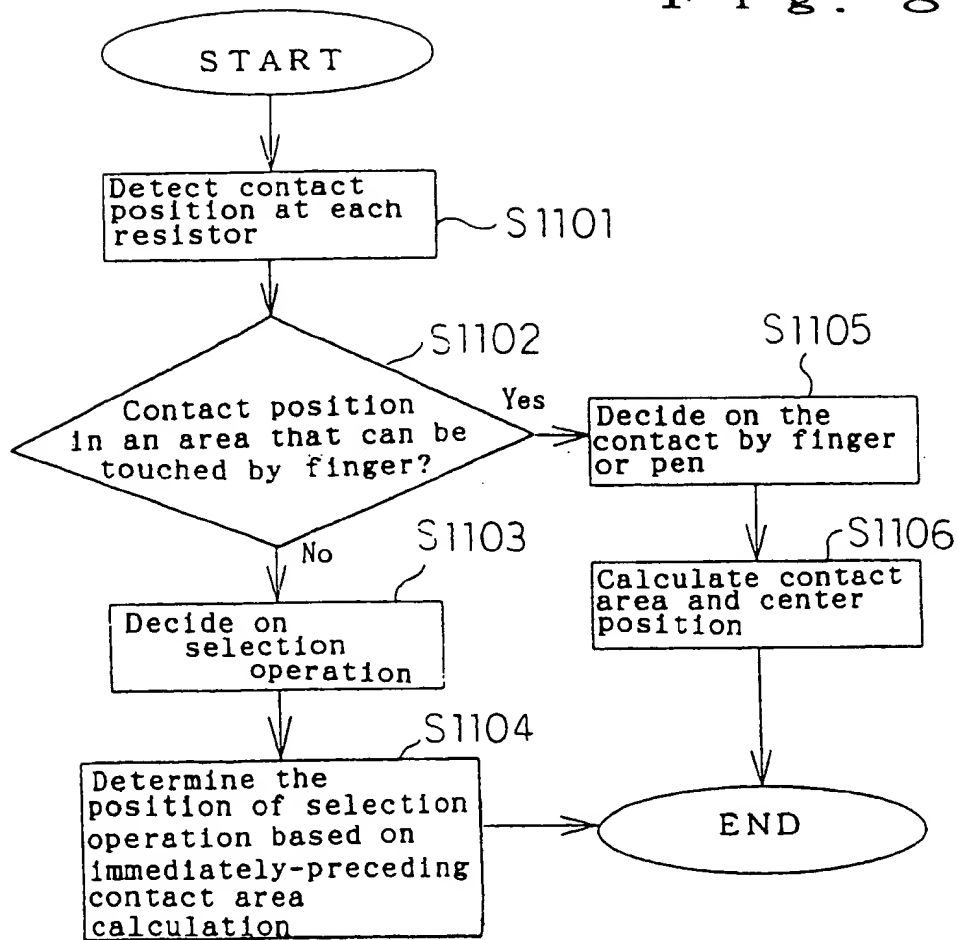 Fig. 8
START
Detect contact
position at each
resistor
S1101
S1102
Contact position
in an area that can be
touched by finger?
Yes
No
S1105
Decide on the
contact by finger
or pen
S1103
Decide on
selection
operation
S1106
Calculate contact
area and center
position
S1104
Determine the
position of selection
operation based on
immediately-preceding
contact area
calculation
END